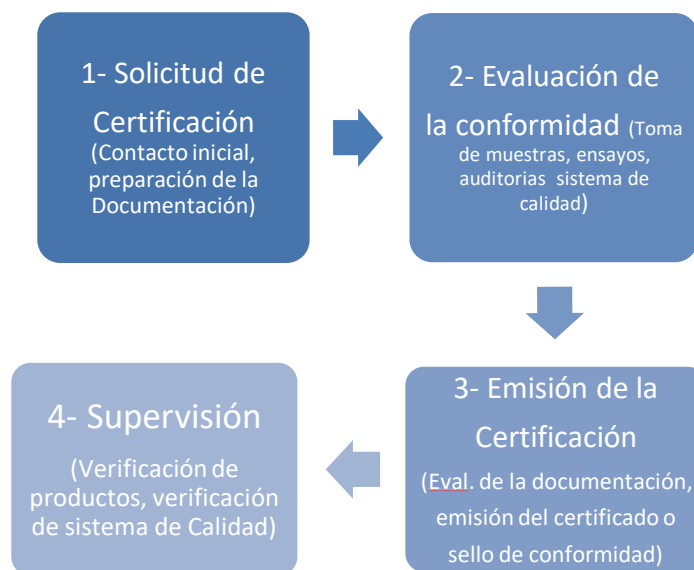 1- Solicitud de
Certificación
(Contacto inicial,
preparación de la
Documentación)
2- Evaluación de
la conformidad (Toma
de muestras, ensayos,
auditorias sistema de
calidad)
3- Emisión de la
Certificación
(Eval. de la documentación,
emisión del certificado o
sello de conformidad)
4- Supervisión
(Verificación de
productos, verificación
de sistema de Calidad)